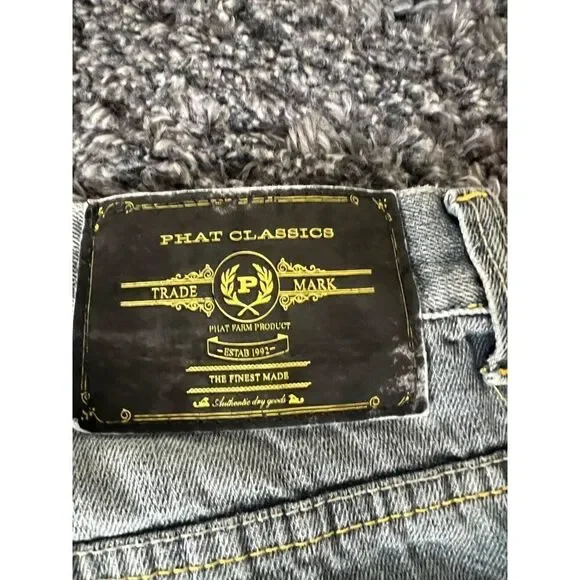 PHAT CLASSICS
TRADE P MARK
PHAT FARM PRODUCT
-ESTAB 1992-
THE FINEST MADE
Authentic dry goods